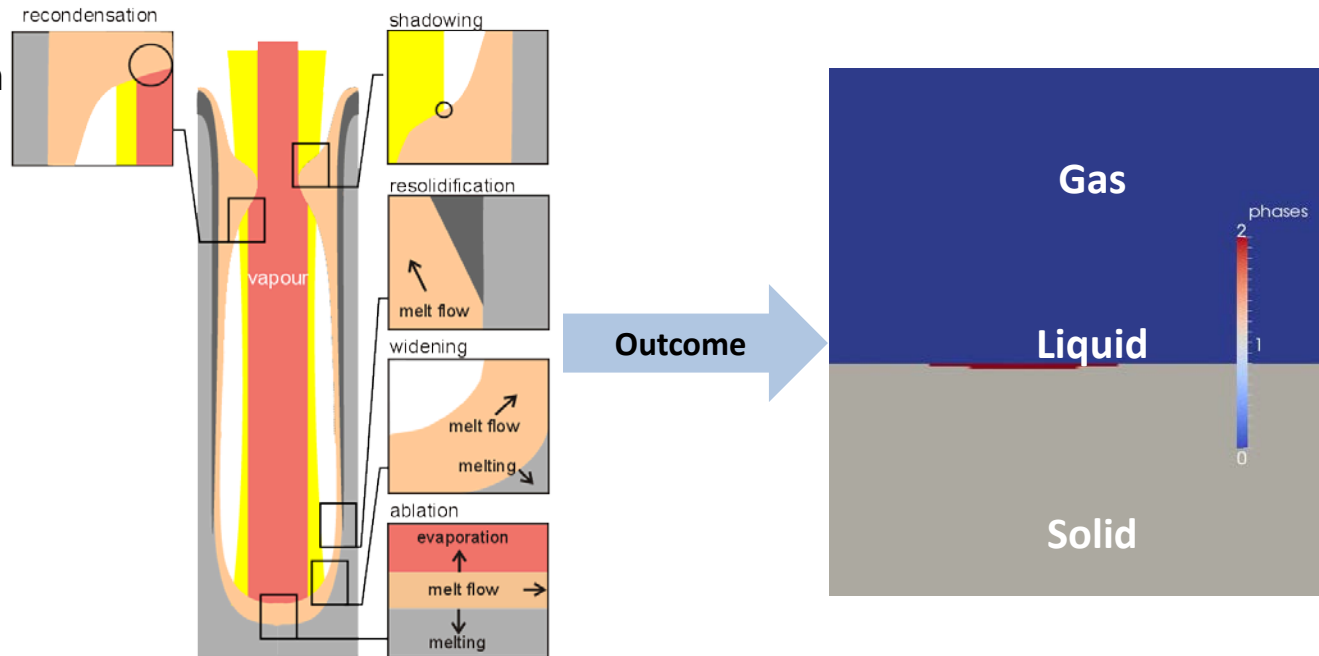 recondensation
n
shadowing
resolidification
melt flow
widening
melt flow
melting
ablation
evaporation
melt flow
melting
vapour
Outcome
Gas
phases
2
Liquid
1
0
Solid